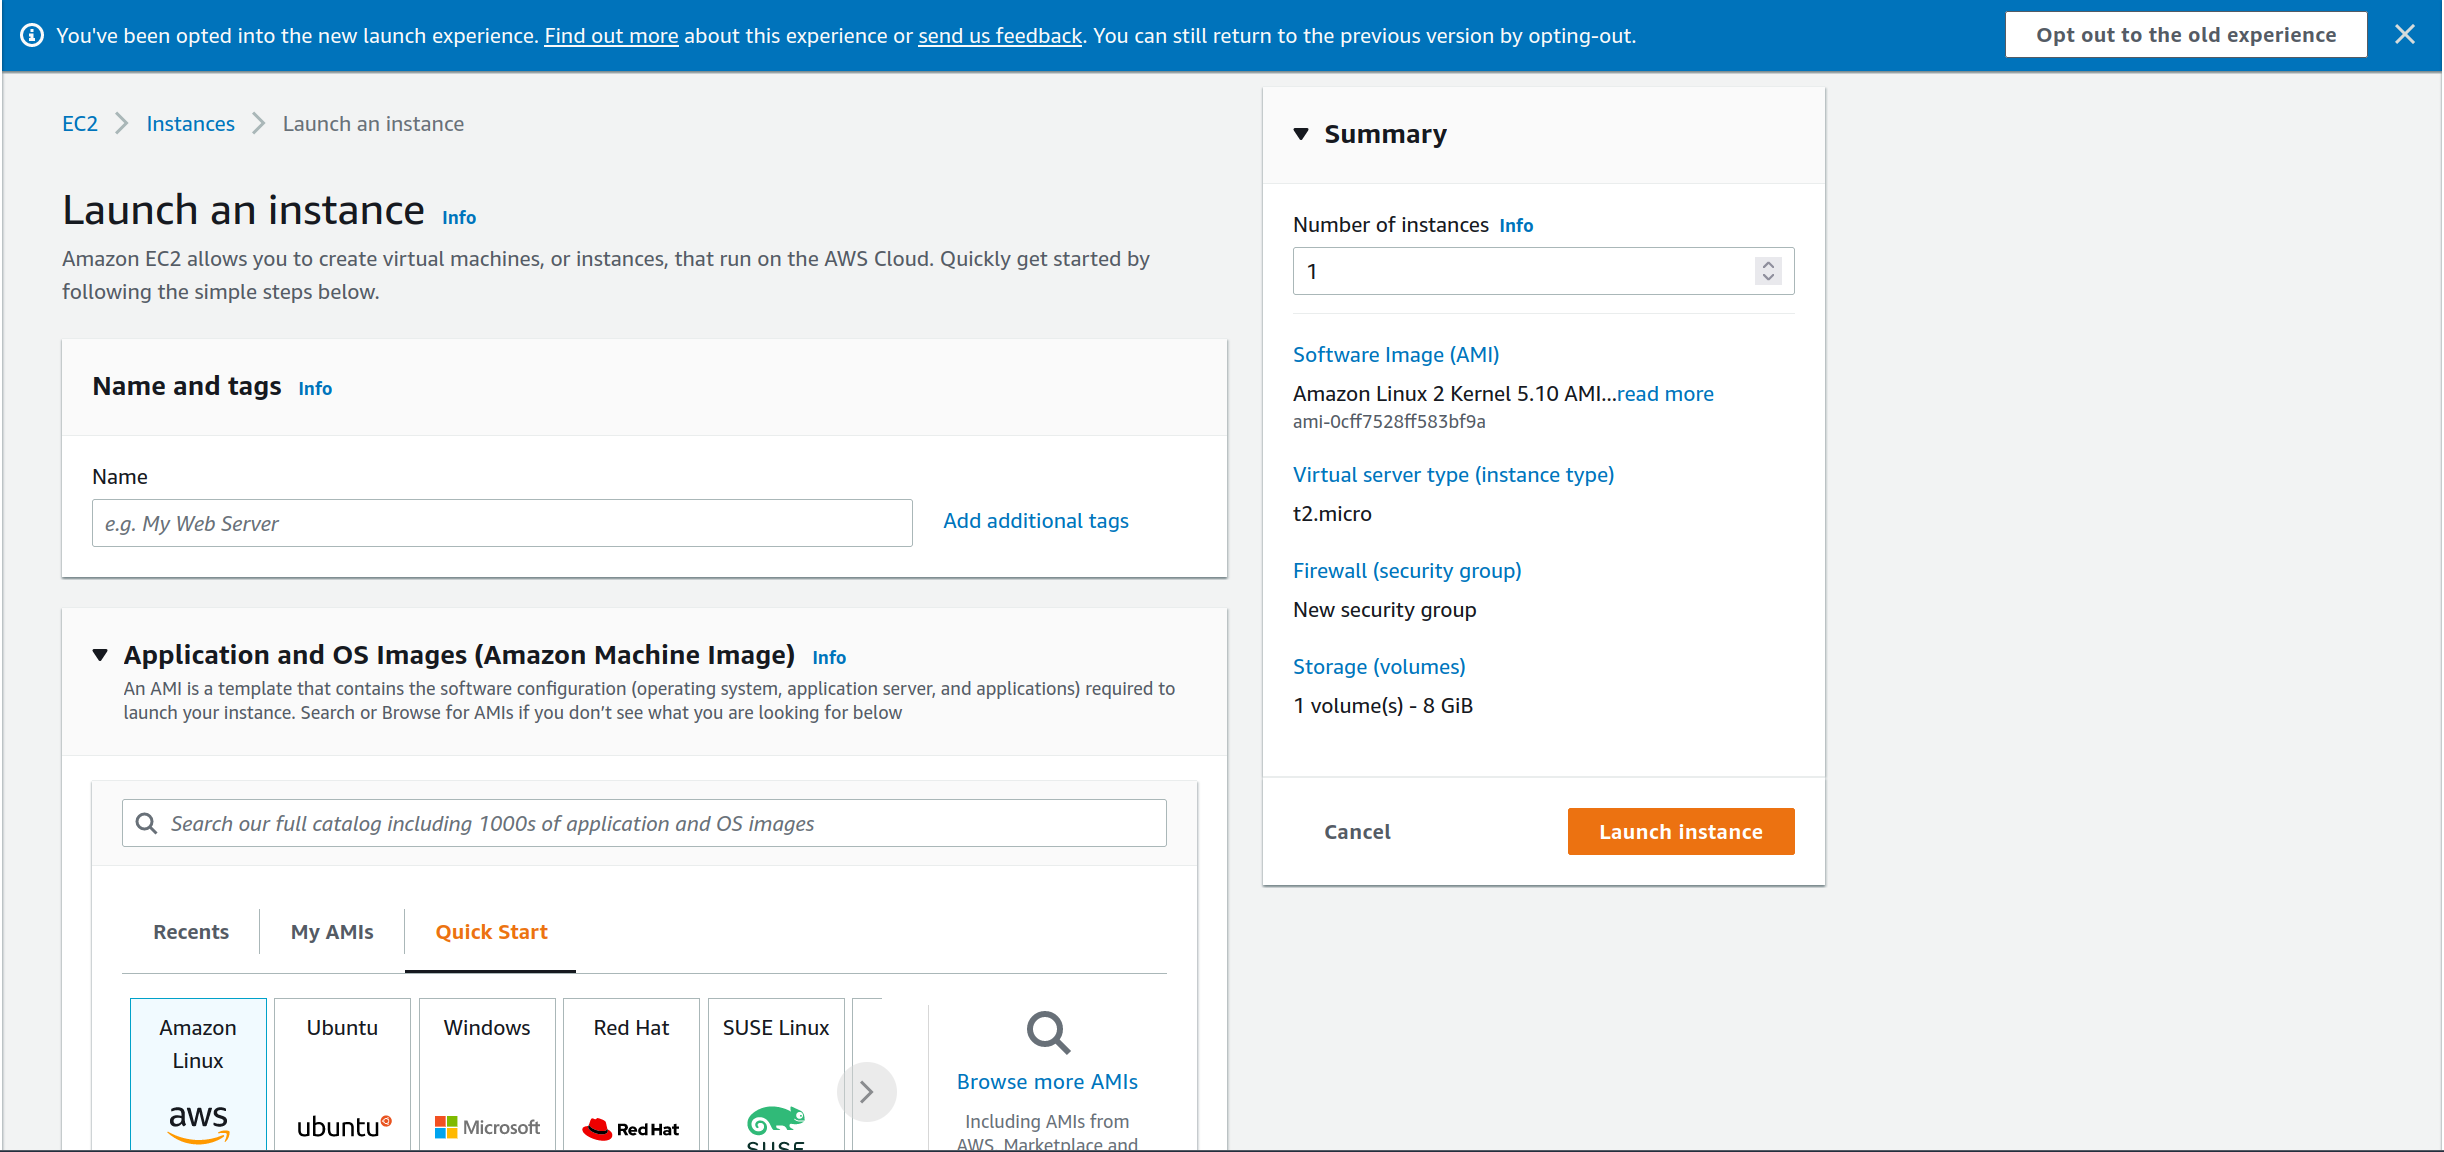 You've been opted into the new launch experience. Find out more about this experience or send us feedback. You can still return to the previous version by opting-out.
Opt out to the old experience
EC2
Instances
Launch an instance
Launch an instance Info
Amazon EC2 allows you to create virtual machines, or instances, that run on the AWS Cloud. Quickly get started by
following the simple steps below.
Name and tags Info
Name
e.g. My Web Server
Add additional tags
Application and OS Images (Amazon Machine Image) Info
An AMI is a template that contains the software configuration (operating system, application server, and applications) required to
launch your instance. Search or Browse for AMIs if you don’t see what you are looking for below
Search our full catalog including 1000s of application and OS images
Recents
My AMIs
Quick Start
Amazon
Linux
aws
Ubuntu
ubuntu
Windows
Microsoft
Red Hat
Red Hat
SUSE Linux
SUSE
Browse more AMIs
Including AMIs from
AWS, Marketplace and
Summary
Number of instances Info
1
Software Image (AMI)
Amazon Linux 2 Kernel 5.10 AMI...read more
ami-0cff7528ff583bf9a
Virtual server type (instance type)
t2.micro
Firewall (security group)
New security group
Storage (volumes)
1 volume(s) - 8 GiB
Cancel
Launch instance